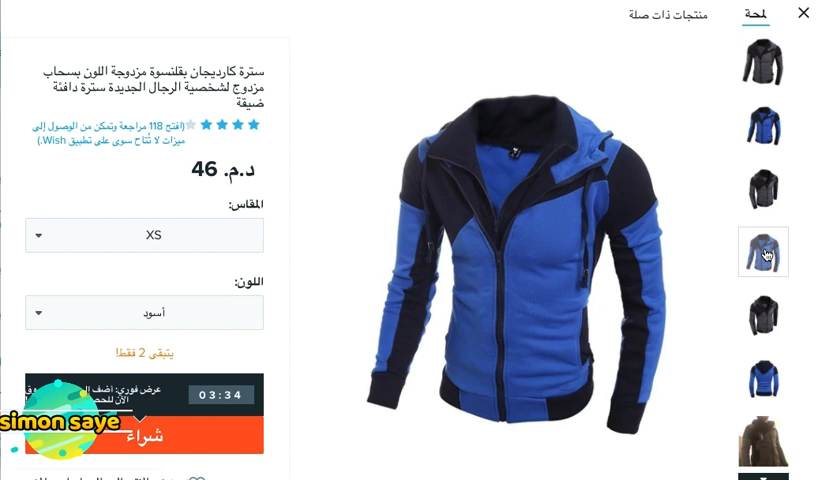 لمحة
منتجات ذات صلة
سترة كارديجان بقلنسوة مزدوجة اللون بسحاب
مزدوج لشخصية الرجال الجديدة سترة دافئة
ضيقة
(افتح 118 مراجعة وتمكن من الوصول إلى
ميزات لا تُتاح سوى على تطبيق Wish.)
د.م. 46
المقاس:
XS
اللون:
أسود
يتبقى 2 فقط!
عرض فوري: أضف
الآن
03:34
simon saye
شراء